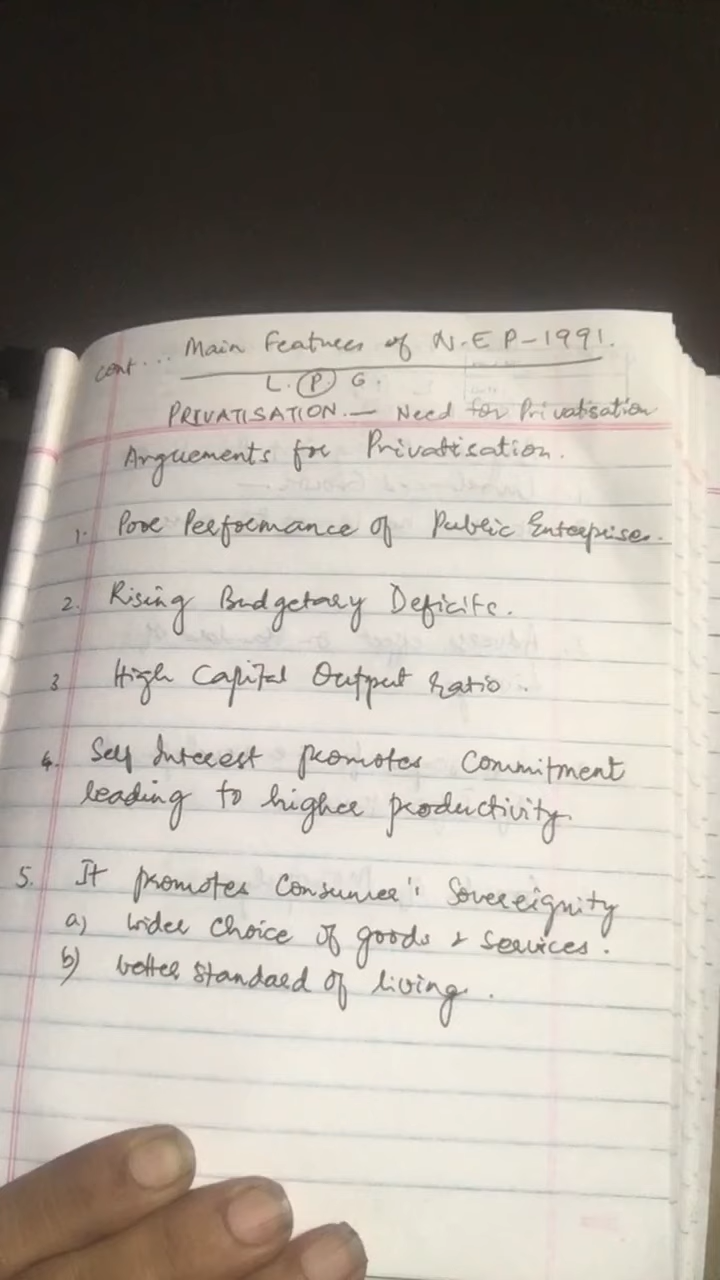 cont... Main Features of N.E P-1991.
L. P G.
PRIVATISATION. — Need for Privatisation
Arguements for Privatisation.
1. Poor Performance of Public Enterprise.
2. Rising Budgetary Deficits.
3 High Capital Output ratio.
4. Self Interest promotes Commitment
leading to higher productivity.
5. It promotes Consumer's Sovereignity
a) wider choice of goods & services.
b) better standard of living.